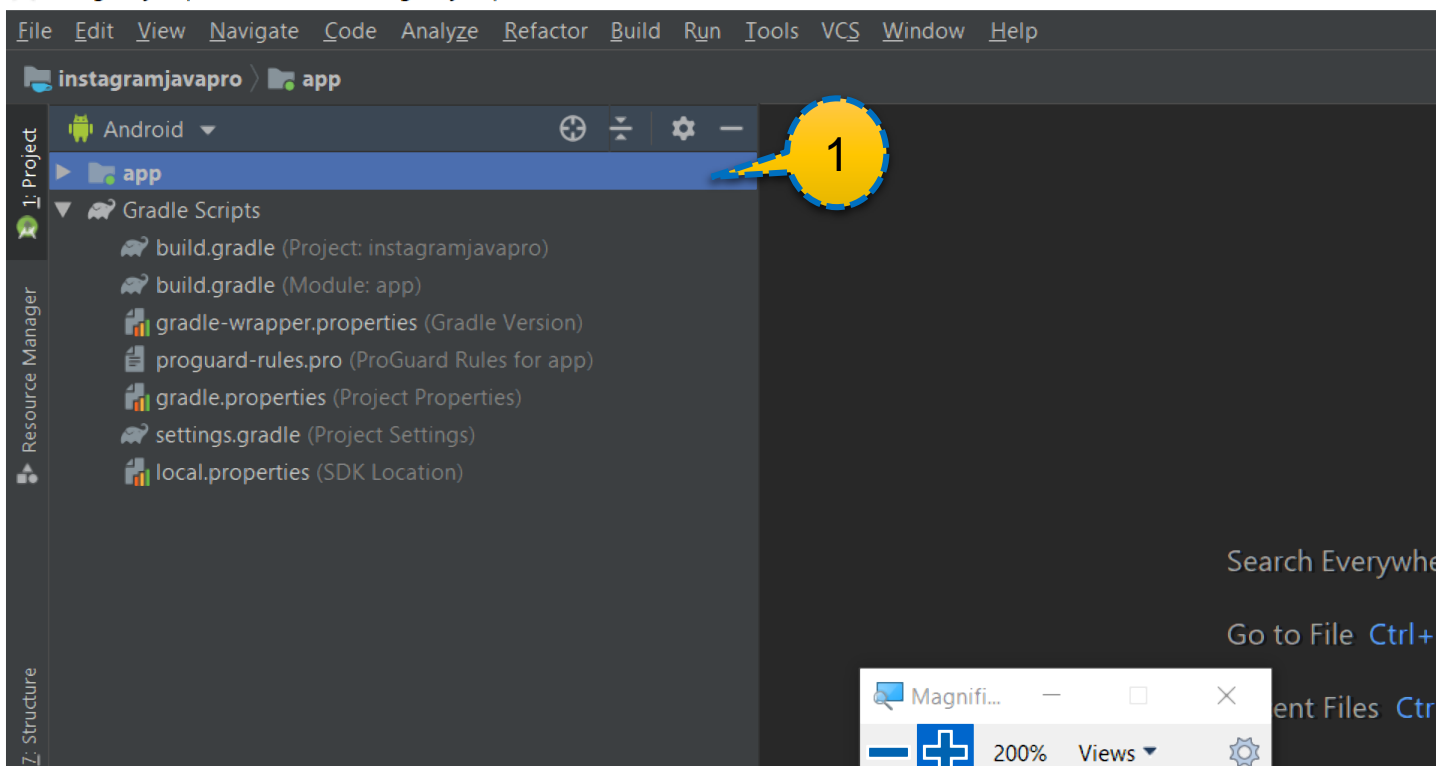 File Edit View Navigate Code Analyze Refactor Build Run Tools VCS Window Help
instagramjavapro app
1: Project
Resource Manager
7: Structure
Android
app
Gradle Scripts
build.gradle (Project: instagramjavapro)
build.gradle (Module: app)
gradle-wrapper.properties (Gradle Version)
proguard-rules.pro (ProGuard Rules for app)
gradle.properties (Project Properties)
settings.gradle (Project Settings)
local.properties (SDK Location)
1
Search Everywhe
Go to File Ctrl+
ent Files Ctr
Magnifi...
200% Views